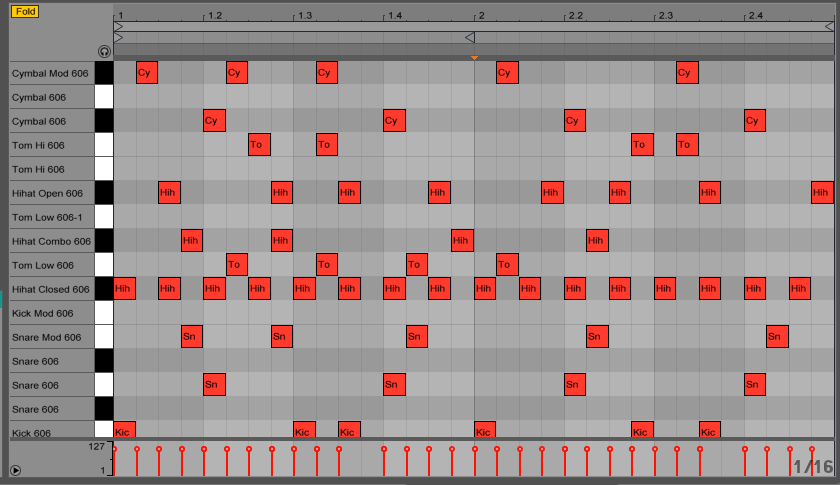 Fold
1 1.2 1.3 1.4 2 2.2 2.3 2.4
Cymbal Mod 606 Cy Cy Cy Cy Cy
Cymbal 606
Cymbal 606 Cy Cy Cy Cy
Tom Hi 606 To To To To
Tom Hi 606
Hihat Open 606 Hih Hih Hih Hih Hih Hih Hih Hih
Tom Low 606-1
Hihat Combo 606 Hih Hih Hih Hih
Tom Low 606 To To To To
Hihat Closed 606 Hih Hih Hih Hih Hih Hih Hih Hih Hih Hih Hih Hih Hih Hih Hih Hih
Kick Mod 606
Snare Mod 606 Sn Sn Sn Sn Sn
Snare 606
Snare 606 Sn Sn Sn Sn
Snare 606
Kick 606 Kic Kic Kic Kic Kic Kic
127
1
1/16